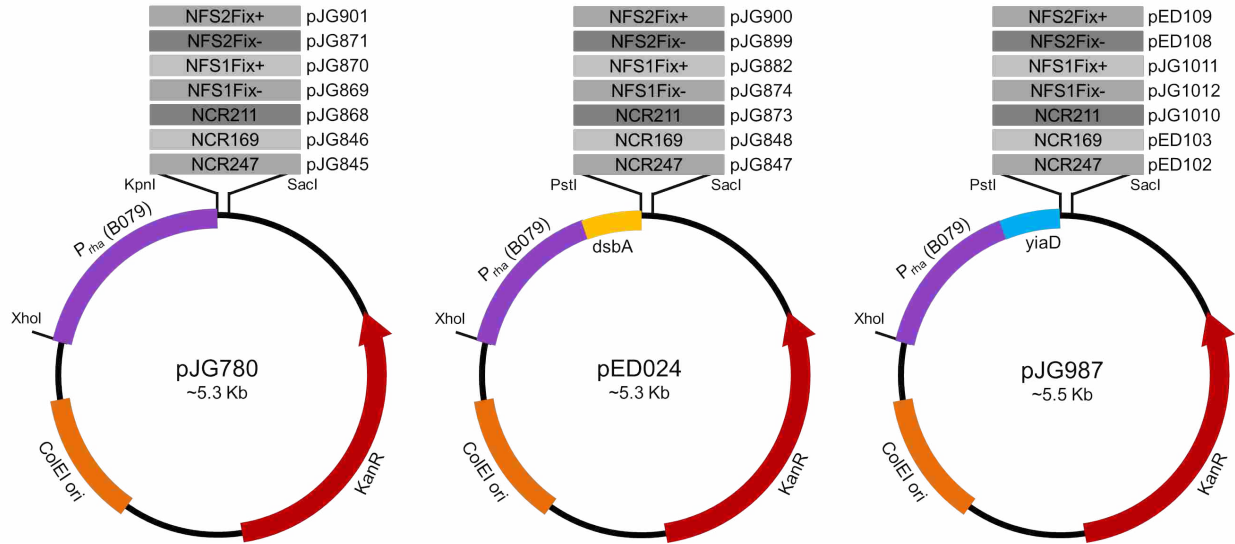 NFS2Fix+ pJG901
NFS2Fix- pJG871
NFS1Fix+ pJG870
NFS1Fix- pJG869
NCR211 pJG868
NCR169 pJG846
NCR247 pJG845
KpnI SacI
Prha (B079)
XhoI
pJG780
~5.3 Kb
ColEI ori
KanR
NFS2Fix+ pJG900
NFS2Fix- pJG899
NFS1Fix+ pJG882
NFS1Fix- pJG874
NCR211 pJG873
NCR169 pJG848
NCR247 pJG847
PstI SacI
Prha (B079)
dsbA
XhoI
pED024
~5.3 Kb
ColEI ori
KanR
NFS2Fix+ pED109
NFS2Fix- pED108
NFS1Fix+ pJG1011
NFS1Fix- pJG1012
NCR211 pJG1010
NCR169 pED103
NCR247 pED102
PstI SacI
Prha (B079)
yiaD
XhoI
pJG987
~5.5 Kb
ColEI ori
KanR